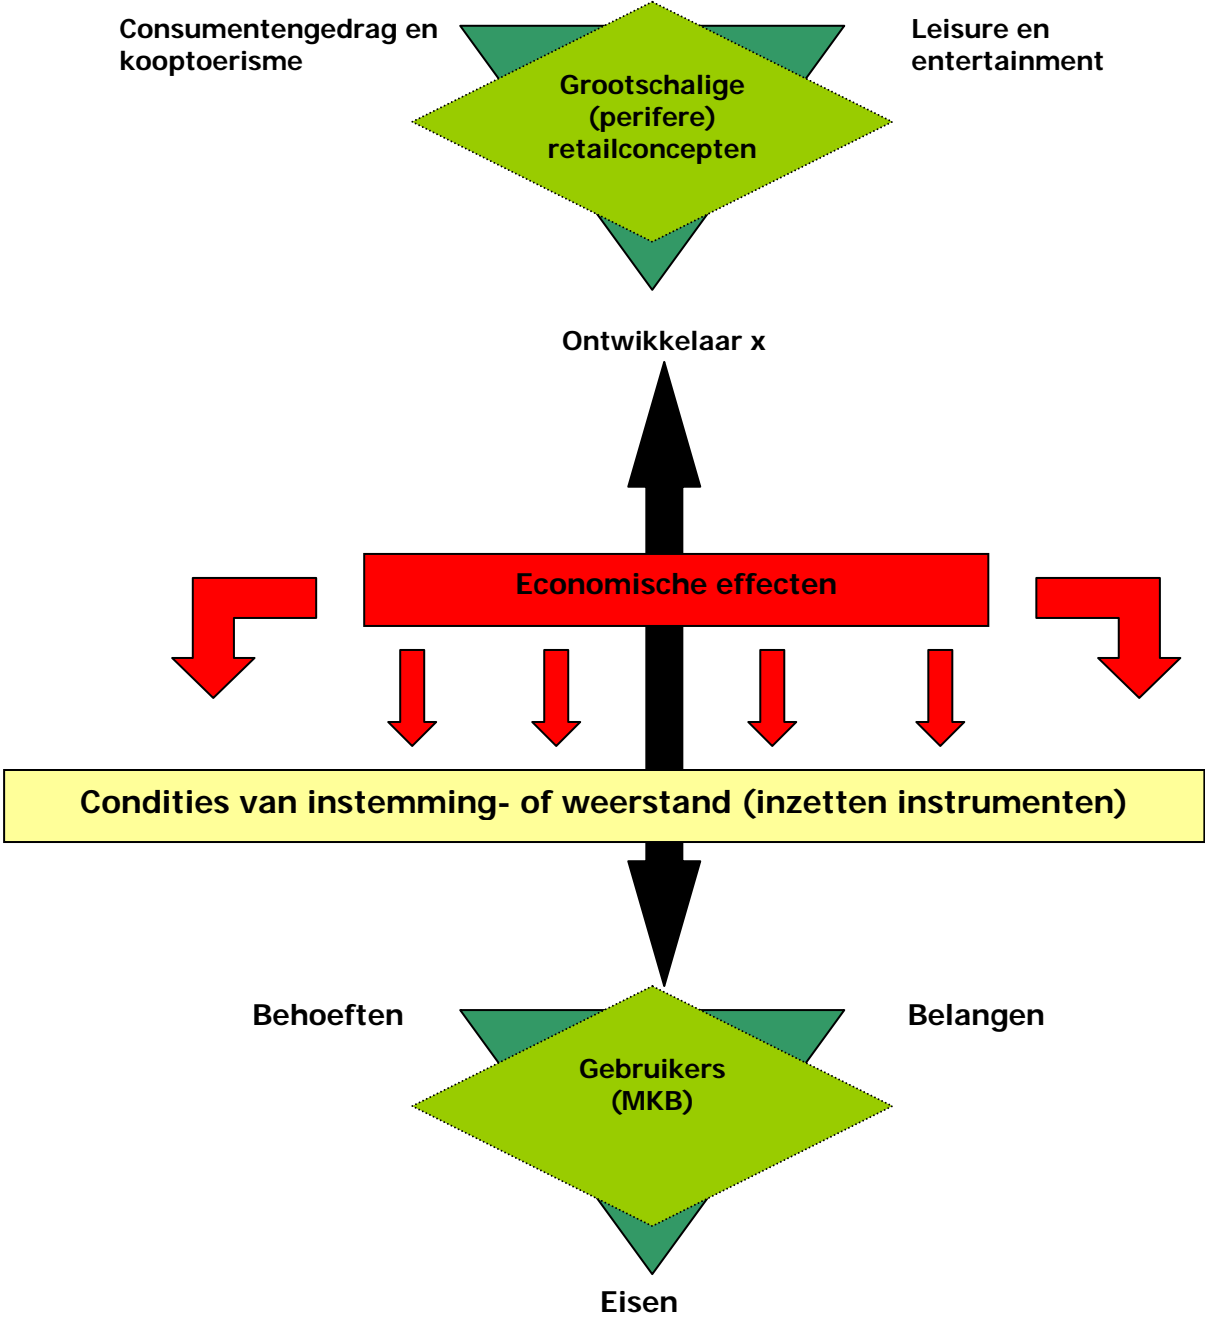 Consumentengedrag en
kooptoerisme
Leisure en
entertainment
Grootschalige
(perifere)
retailconcepten
Ontwikkelaar x
Economische effecten
Condities van instemming- of weerstand (inzetten instrumenten)
Behoeften
Belangen
Gebruikers
(MKB)
Eisen